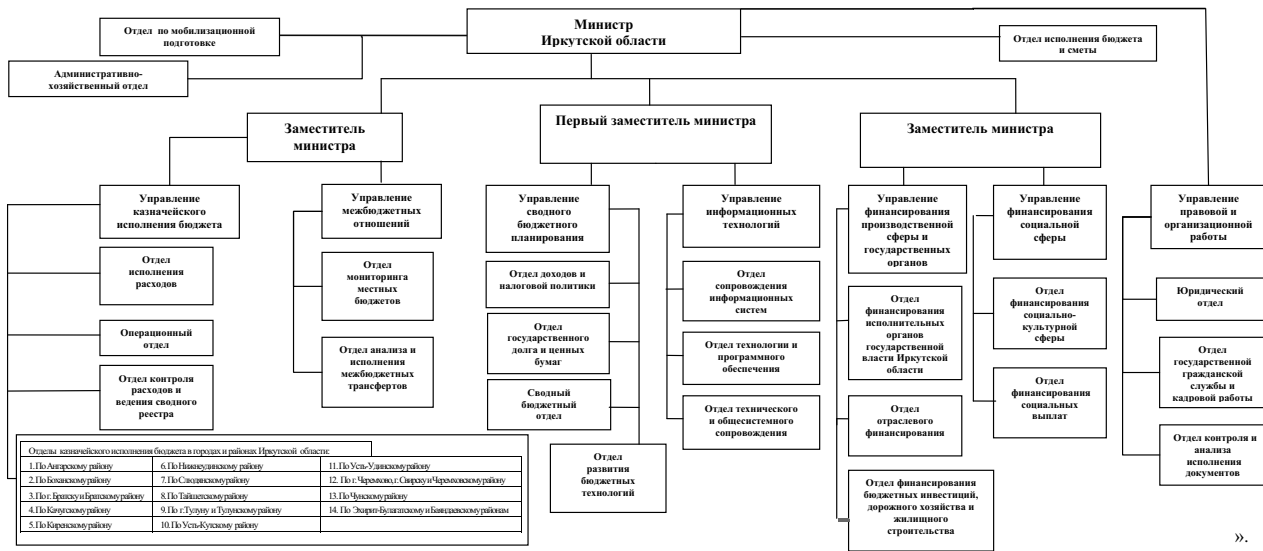 Министр
Иркутской области
Отдел по мобилизационной
подготовке
Отдел исполнения бюджета
и сметы
Административно-
хозяйственный отдел
Заместитель
министра
Первый заместитель министра
Заместитель министра
Управление
казначейского
исполнения бюджета
Управление
межбюджетных
отношений
Управление
сводного
бюджетного
планирования
Управление
информационных
технологий
Управление
финансирования
производственной
сферы и
государственных
органов
Управление
финансирования
социальной
сферы
Управление
правовой и
организационной
работы
Отдел
исполнения
расходов
Операционный
отдел
Отдел контроля
расходов и
ведения сводного
реестра
Отдел
мониторинга
местных
бюджетов
Отдел анализа и
исполнения
межбюджетных
трансфертов
Отдел доходов и
налоговой политики
Отдел
государственного
долга и ценных
бумаг
Сводный
бюджетный
отдел
Отдел
развития
бюджетных
технологий
Отдел
сопровождения
информационных
систем
Отдел технологии и
программного
обеспечения
Отдел технического
и общесистемного
сопровождения
Отдел
финансирования
исполнительных
органов
государственной
власти Иркутской
области
Отдел
отраслевого
финансирования
Отдел финансирования
бюджетных инвестиций,
дорожного хозяйства и
жилищного
строительства
Отдел
финансирования
социально-
культурной
сферы
Отдел
финансирования
социальных
выплат
Юридический
отдел
Отдел
государственной
гражданской
службы и
кадровой работы
Отдел контроля и
анализа
исполнения
документов
Отделы казначейского исполнения бюджета в городах и районах Иркутской области:
1. По Ангарскому району
6. По Нижнеудинскому району
11. По Усть-Удинскому району
2. По Боханскому району
7. По Слюдянскому району
12. По г. Черемхово, г. Свирску и Черемховскому району
3. По г. Братску и Братскому району
8. По Тайшетскому району
13. По Чунскому району
4. По Качугскому району
9. По г. Тулуну и Тулунскому району
14. По Эхирит-Булагатскому и Баяндаевскому районам
5. По Киренскому району
10. По Усть-Кутскому району
».